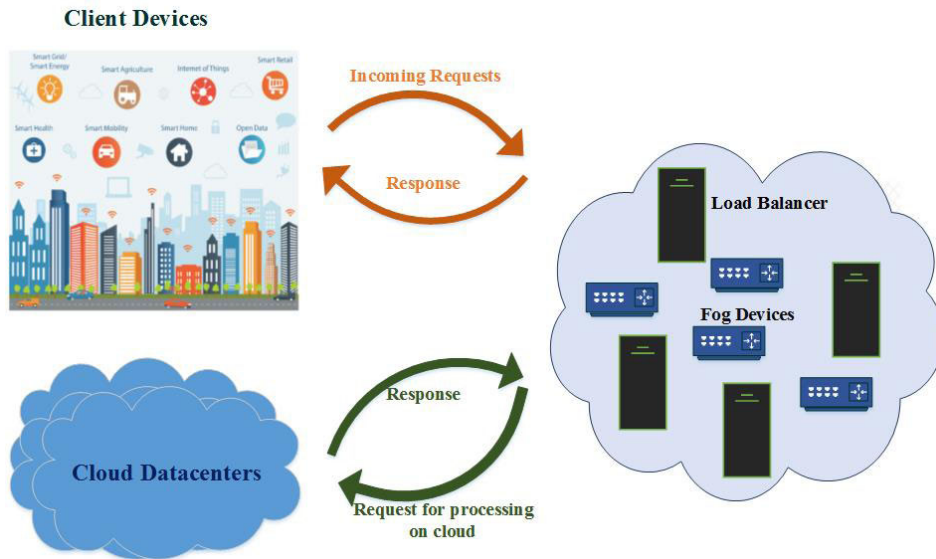 Client Devices
Smart Grid/
Smart Energy
Smart Agriculture
Internet of Things
Smart Retail
Smart Health
Smart Mobility
Smart Home
Open Data
Incoming Requests
Response
Load Balancer
Fog Devices
Response
Cloud Datacenters
Request for processing
on cloud